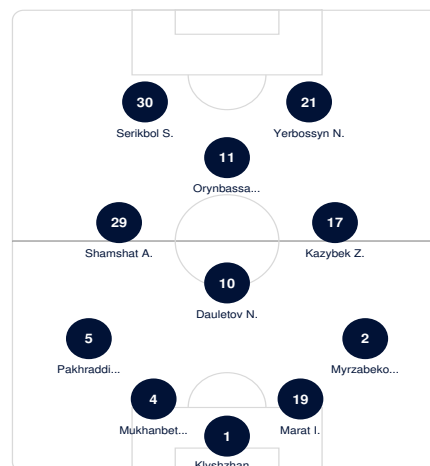 30
21
Serikbol S.
Yerbossyn N.
11
Orynbassa...
29
17
Shamshat A.
Kazybek Z.
10
Dauletov N.
5
2
Pakhraddi...
Myrzabeko...
4
19
Mukhanbet...
Marat I.
1
Klyshzhan...